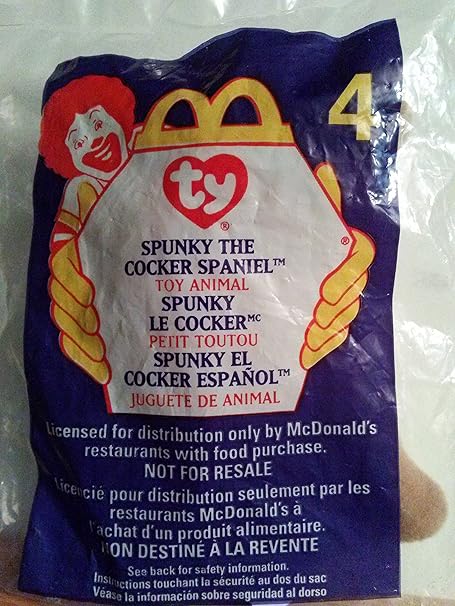 4
ty
®
®
SPUNKY THE
COCKER SPANIEL™
TOY ANIMAL
SPUNKY
LE COCKER MC
PETIT TOUTOU
SPUNKY EL
COCKER ESPAÑOL™
JUGUETE DE ANIMAL
Licensed for distribution only by McDonald's
restaurants with food purchase.
NOT FOR RESALE
Licencié pour distribution seulement par les
restaurants McDonald's à
l'achat d'un produit alimentaire.
NON DESTINÉ À LA REVENTE
See back for safety information.
Instructions touchant la sécurité au dos du sac
Véase la información sobre seguridad al dorso